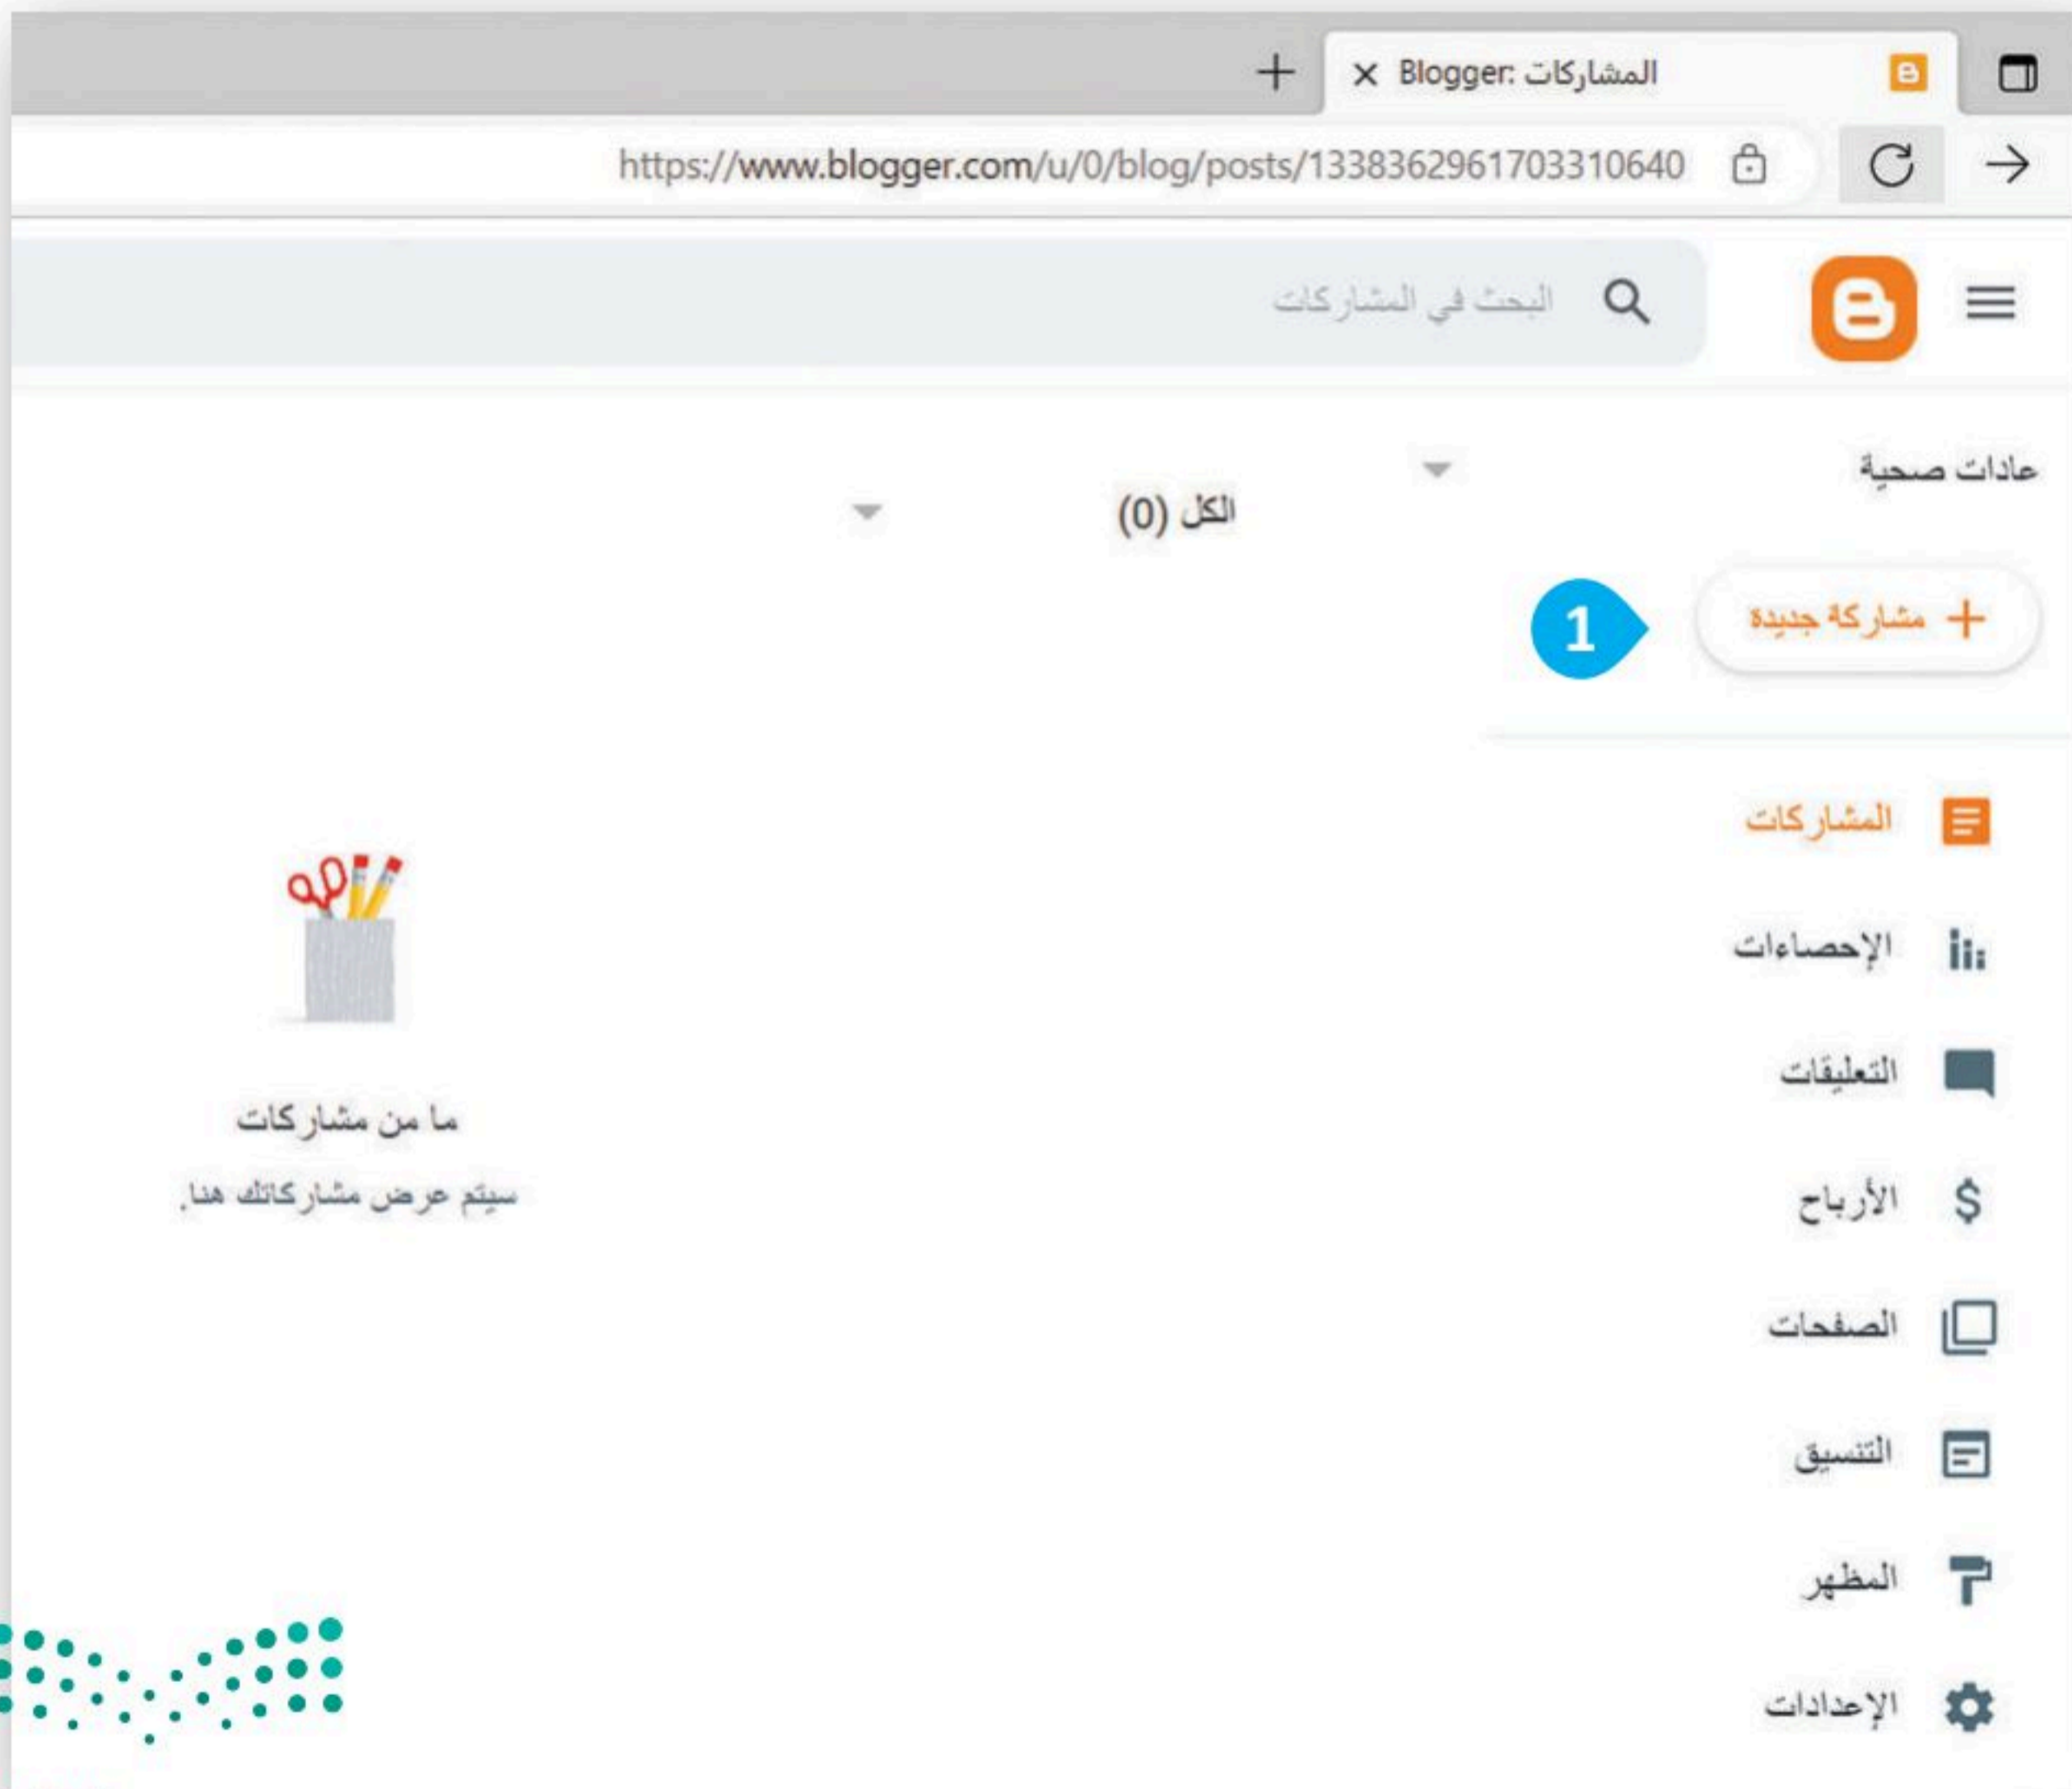 Blogger: المشاركات
https://www.blogger.com/u/0/blog/posts/1338362961703310640
البحث في المشاركات
عادات صحية
الكل (0)
1
مشاركة جديدة
المشاركات
الإحصاءات
التعليقات
الأرباح
الصفحات
التنسيق
المظهر
الإعدادات
ما من مشاركات
سيتم عرض مشاركاتك هنا.